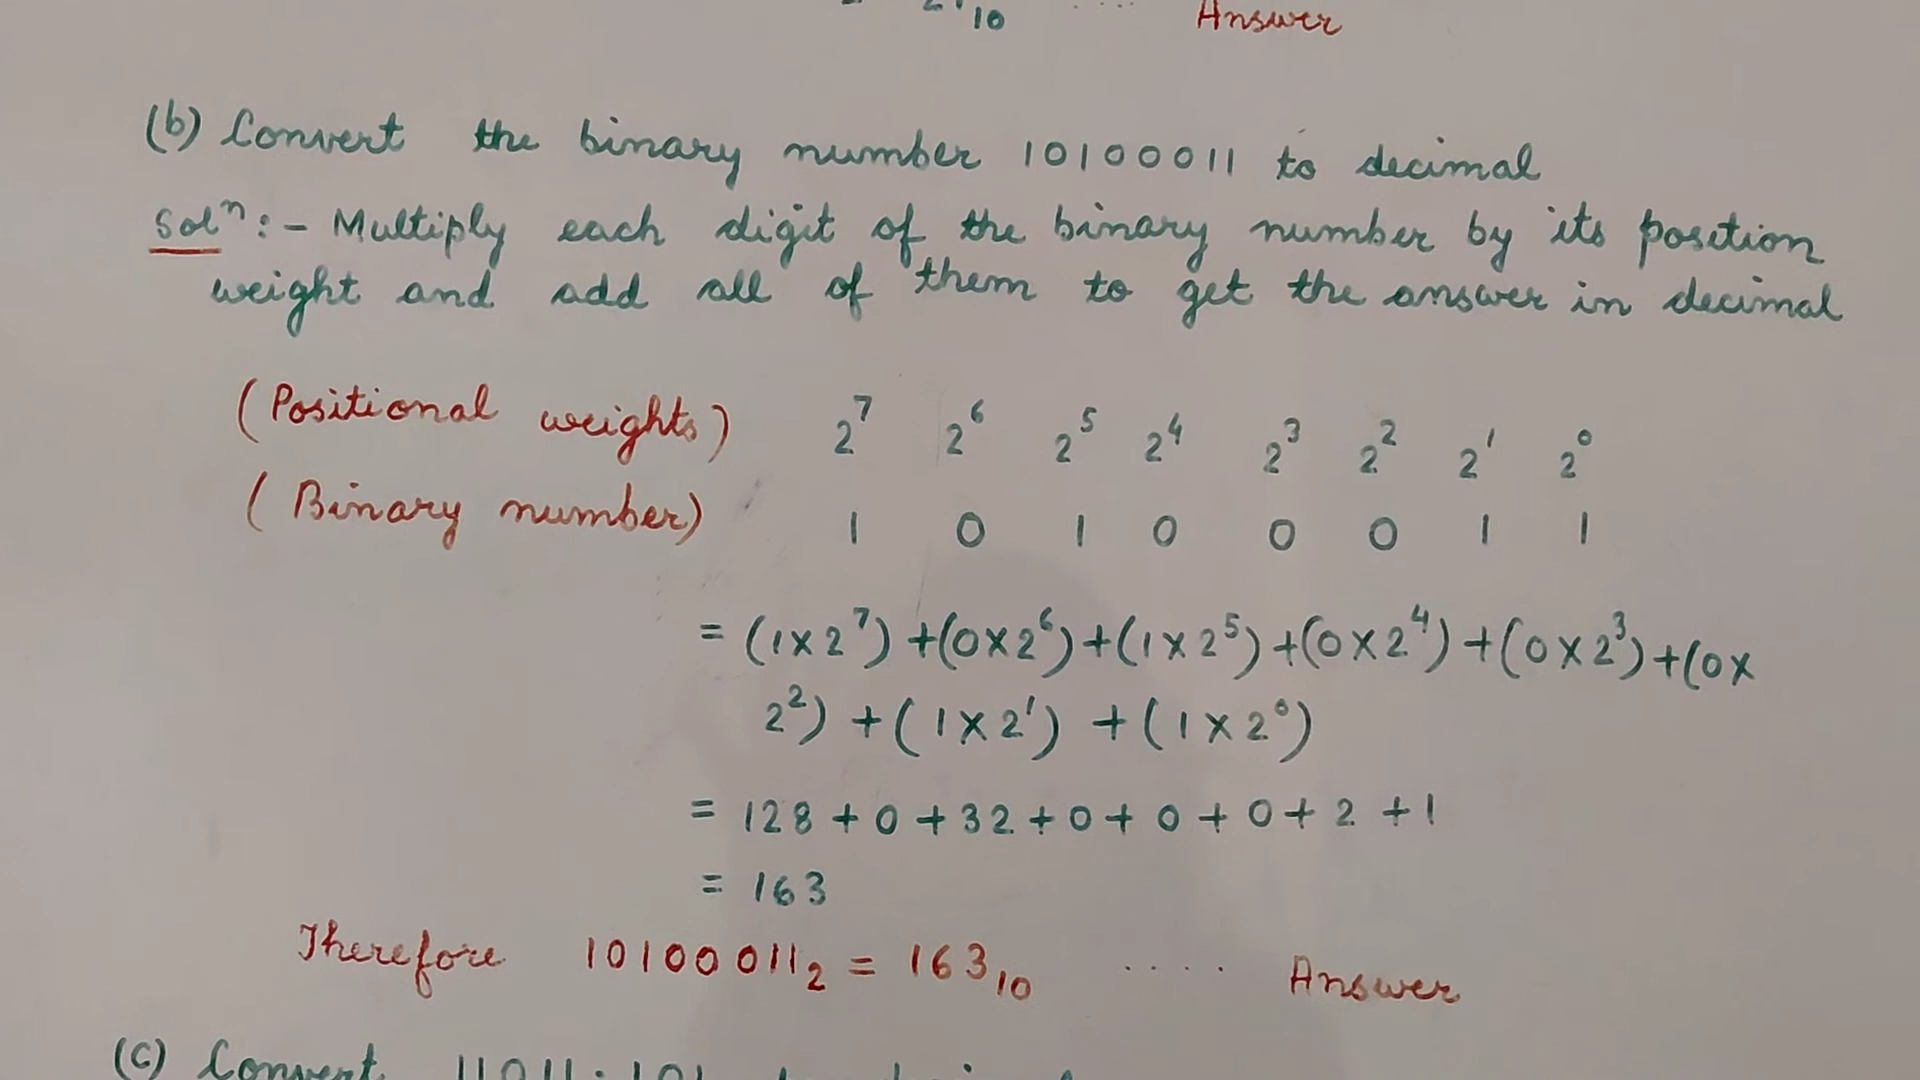 10 .... Answer
(b) Convert the binary number 10100011 to decimal
Solⁿ:- Multiply each digit of the binary number by its position
weight and add all of them to get the answer in decimal
(Positional weights) 2⁷ 2⁶ 2⁵ 2⁴ 2³ 2² 2¹ 2⁰
(Binary number) 1 0 1 0 0 0 1 1
= (1×2⁷) +(0×2⁶)+(1×2⁵)+(0×2⁴)+(0×2³)+(0×
2²) +(1×2¹) +(1×2⁰)
= 128+0+32+0+0+0+2+1
= 163
Therefore 10100011₂ = 163₁₀ .... Answer
(c) Convert 11011.101